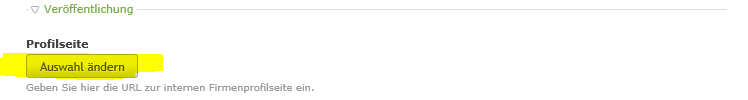 Veröffentlichung
Profilseite
Auswahl ändern
Geben Sie hier die URL zur internen Firmenprofilseite ein.